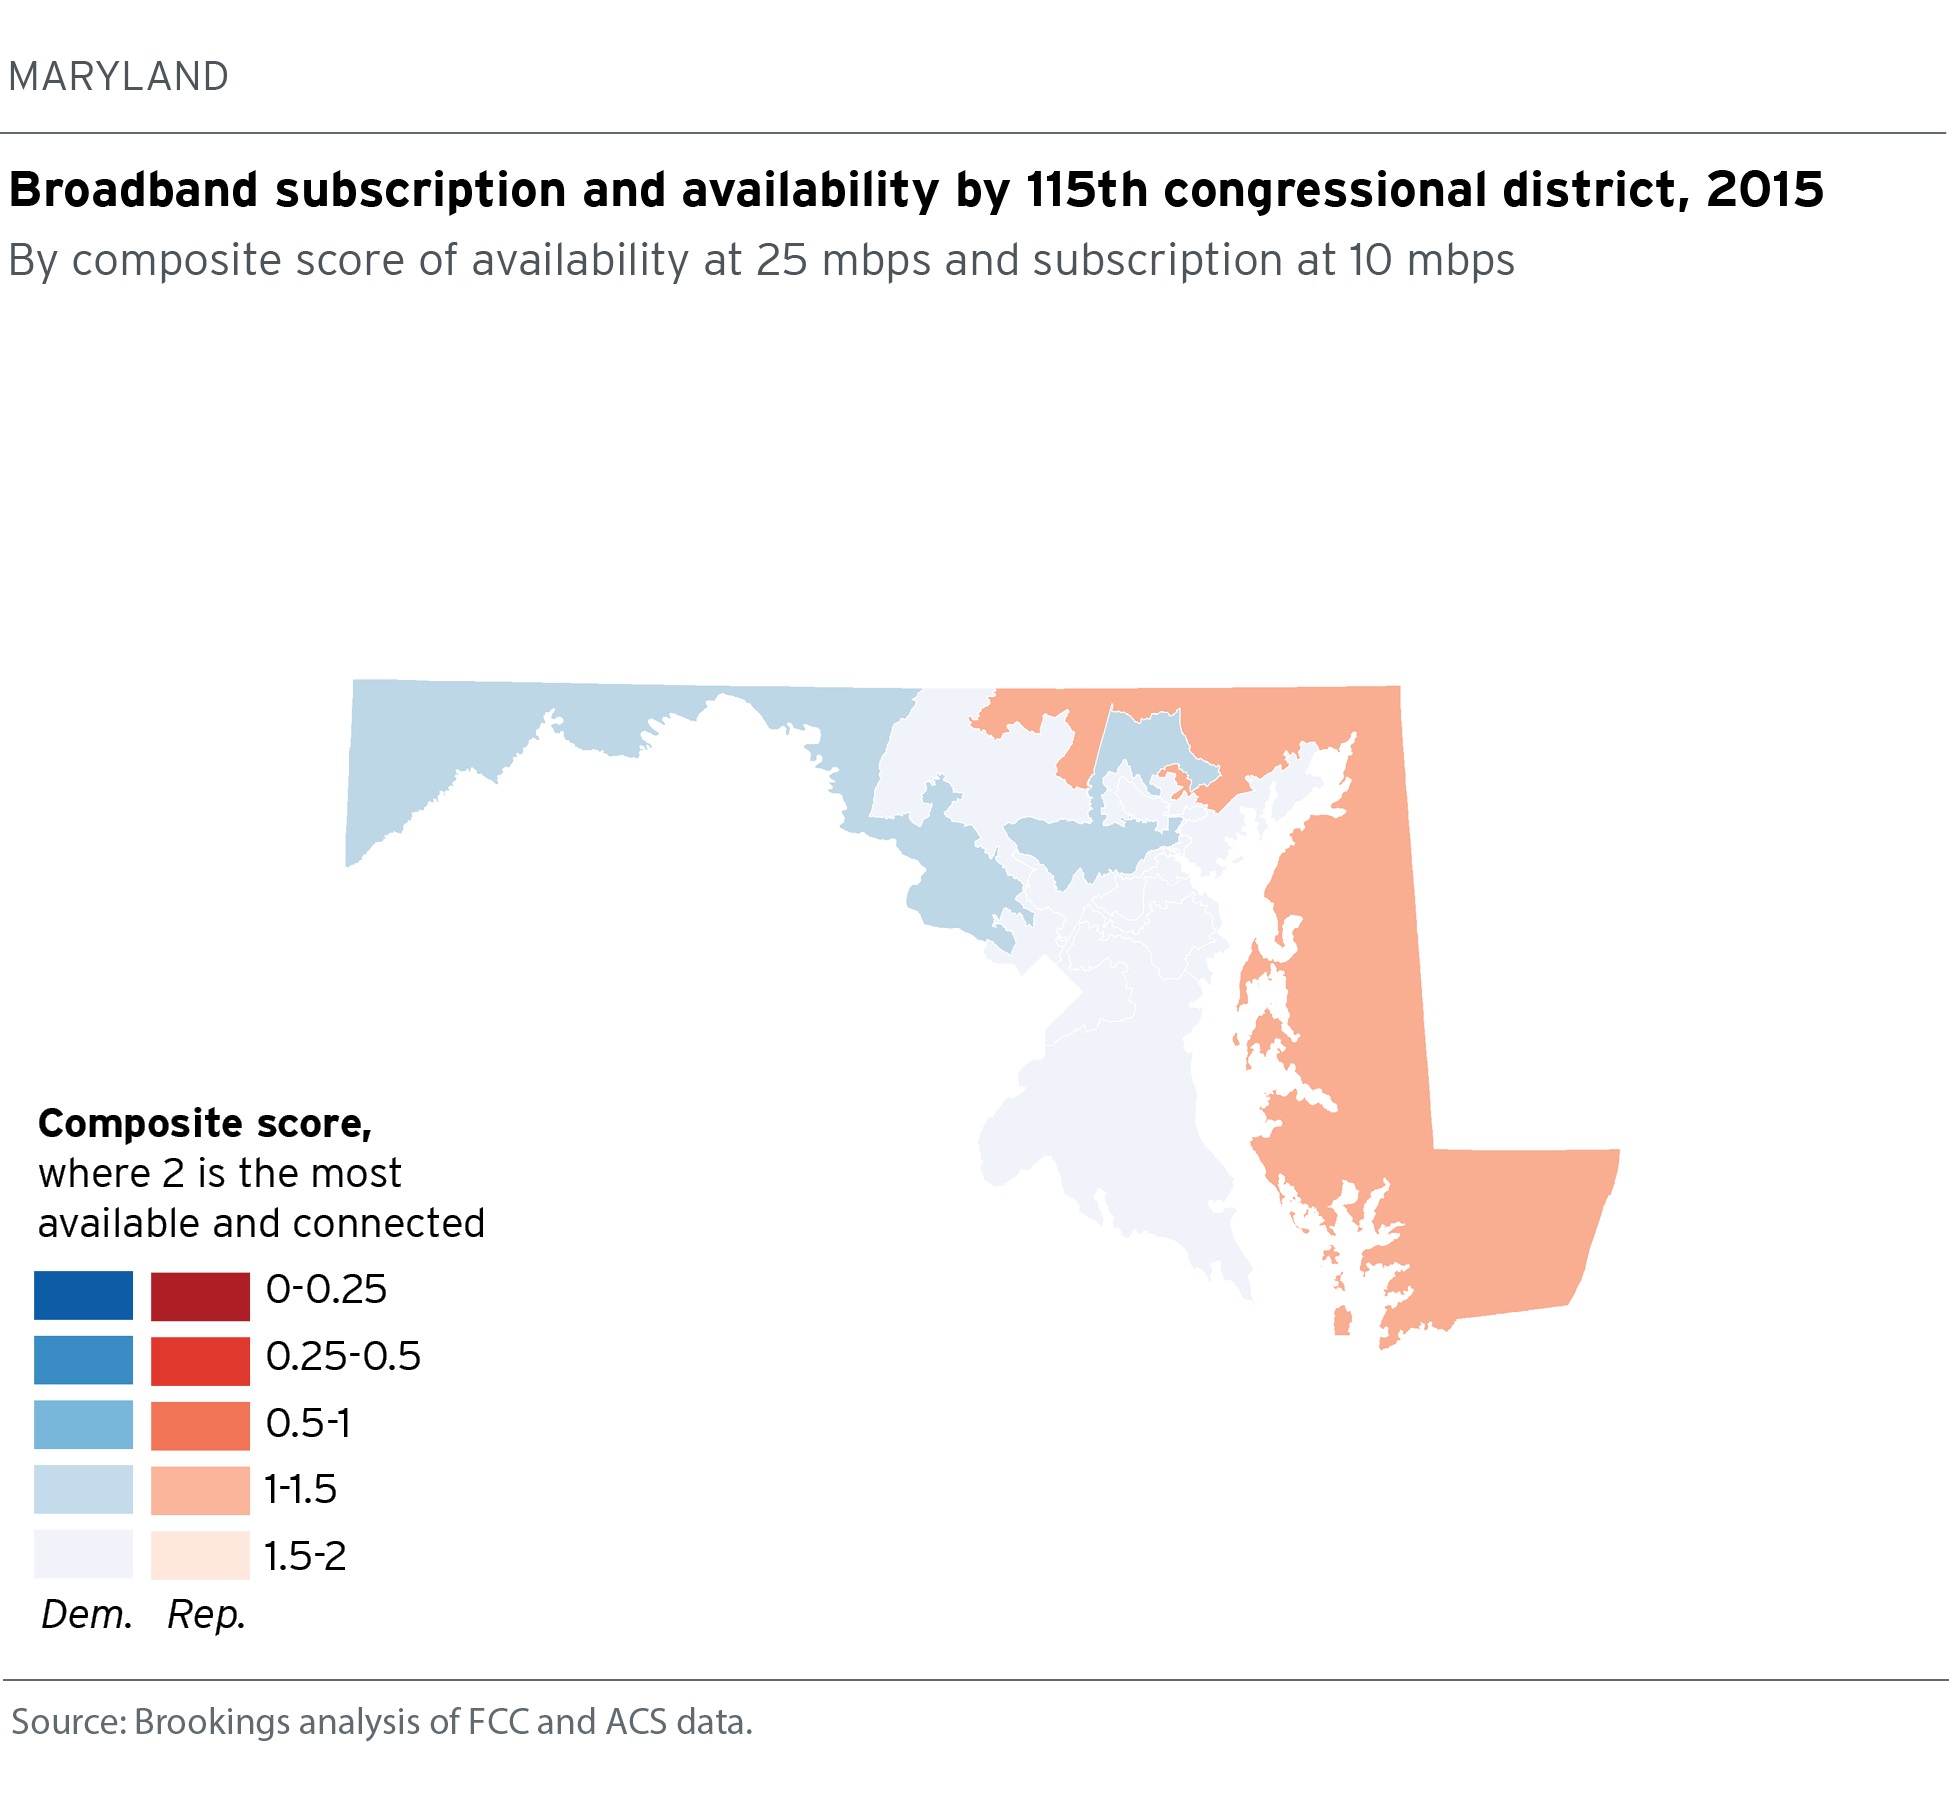 MARYLAND
Broadband subscription and availability by 115th congressional district, 2015
By composite score of availability at 25 mbps and subscription at 10 mbps
Composite score,
where 2 is the most
available and connected
0-0.25
0.25-0.5
0.5-1
1-1.5
1.5-2
Dem. Rep.
Source: Brookings analysis of FCC and ACS data.